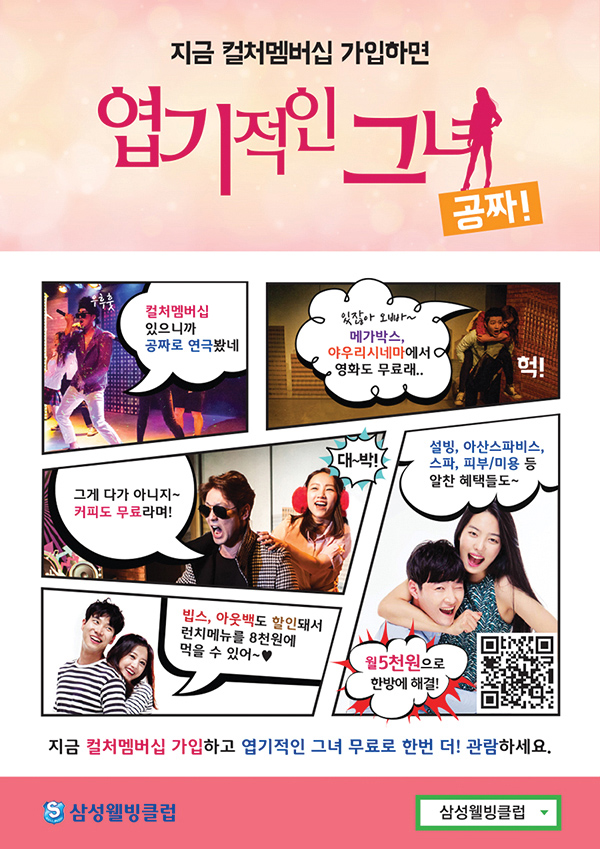 지금 컬처멤버십 가입하면
엽기적인 그녀
공짜!
우후훗
컬처멤버십
있으니까
공짜로 연극봤네
있잖아 오빠~
메가박스,
야우리시네마에서
영화도 무료래..
헉!
그게 다가 아니지~
커피도 무료라며!
대~박!
설빙, 아산스파비스,
스파, 피부/미용 등
알찬 혜택들도~
빕스, 아웃백도 할인돼서
런치메뉴를 8천원에
먹을 수 있어~♥
월5천원으로
한방에 해결!
지금 컬처멤버십 가입하고 엽기적인 그녀 무료로 한번 더! 관람하세요.
S 삼성웰빙클럽
삼성웰빙클럽